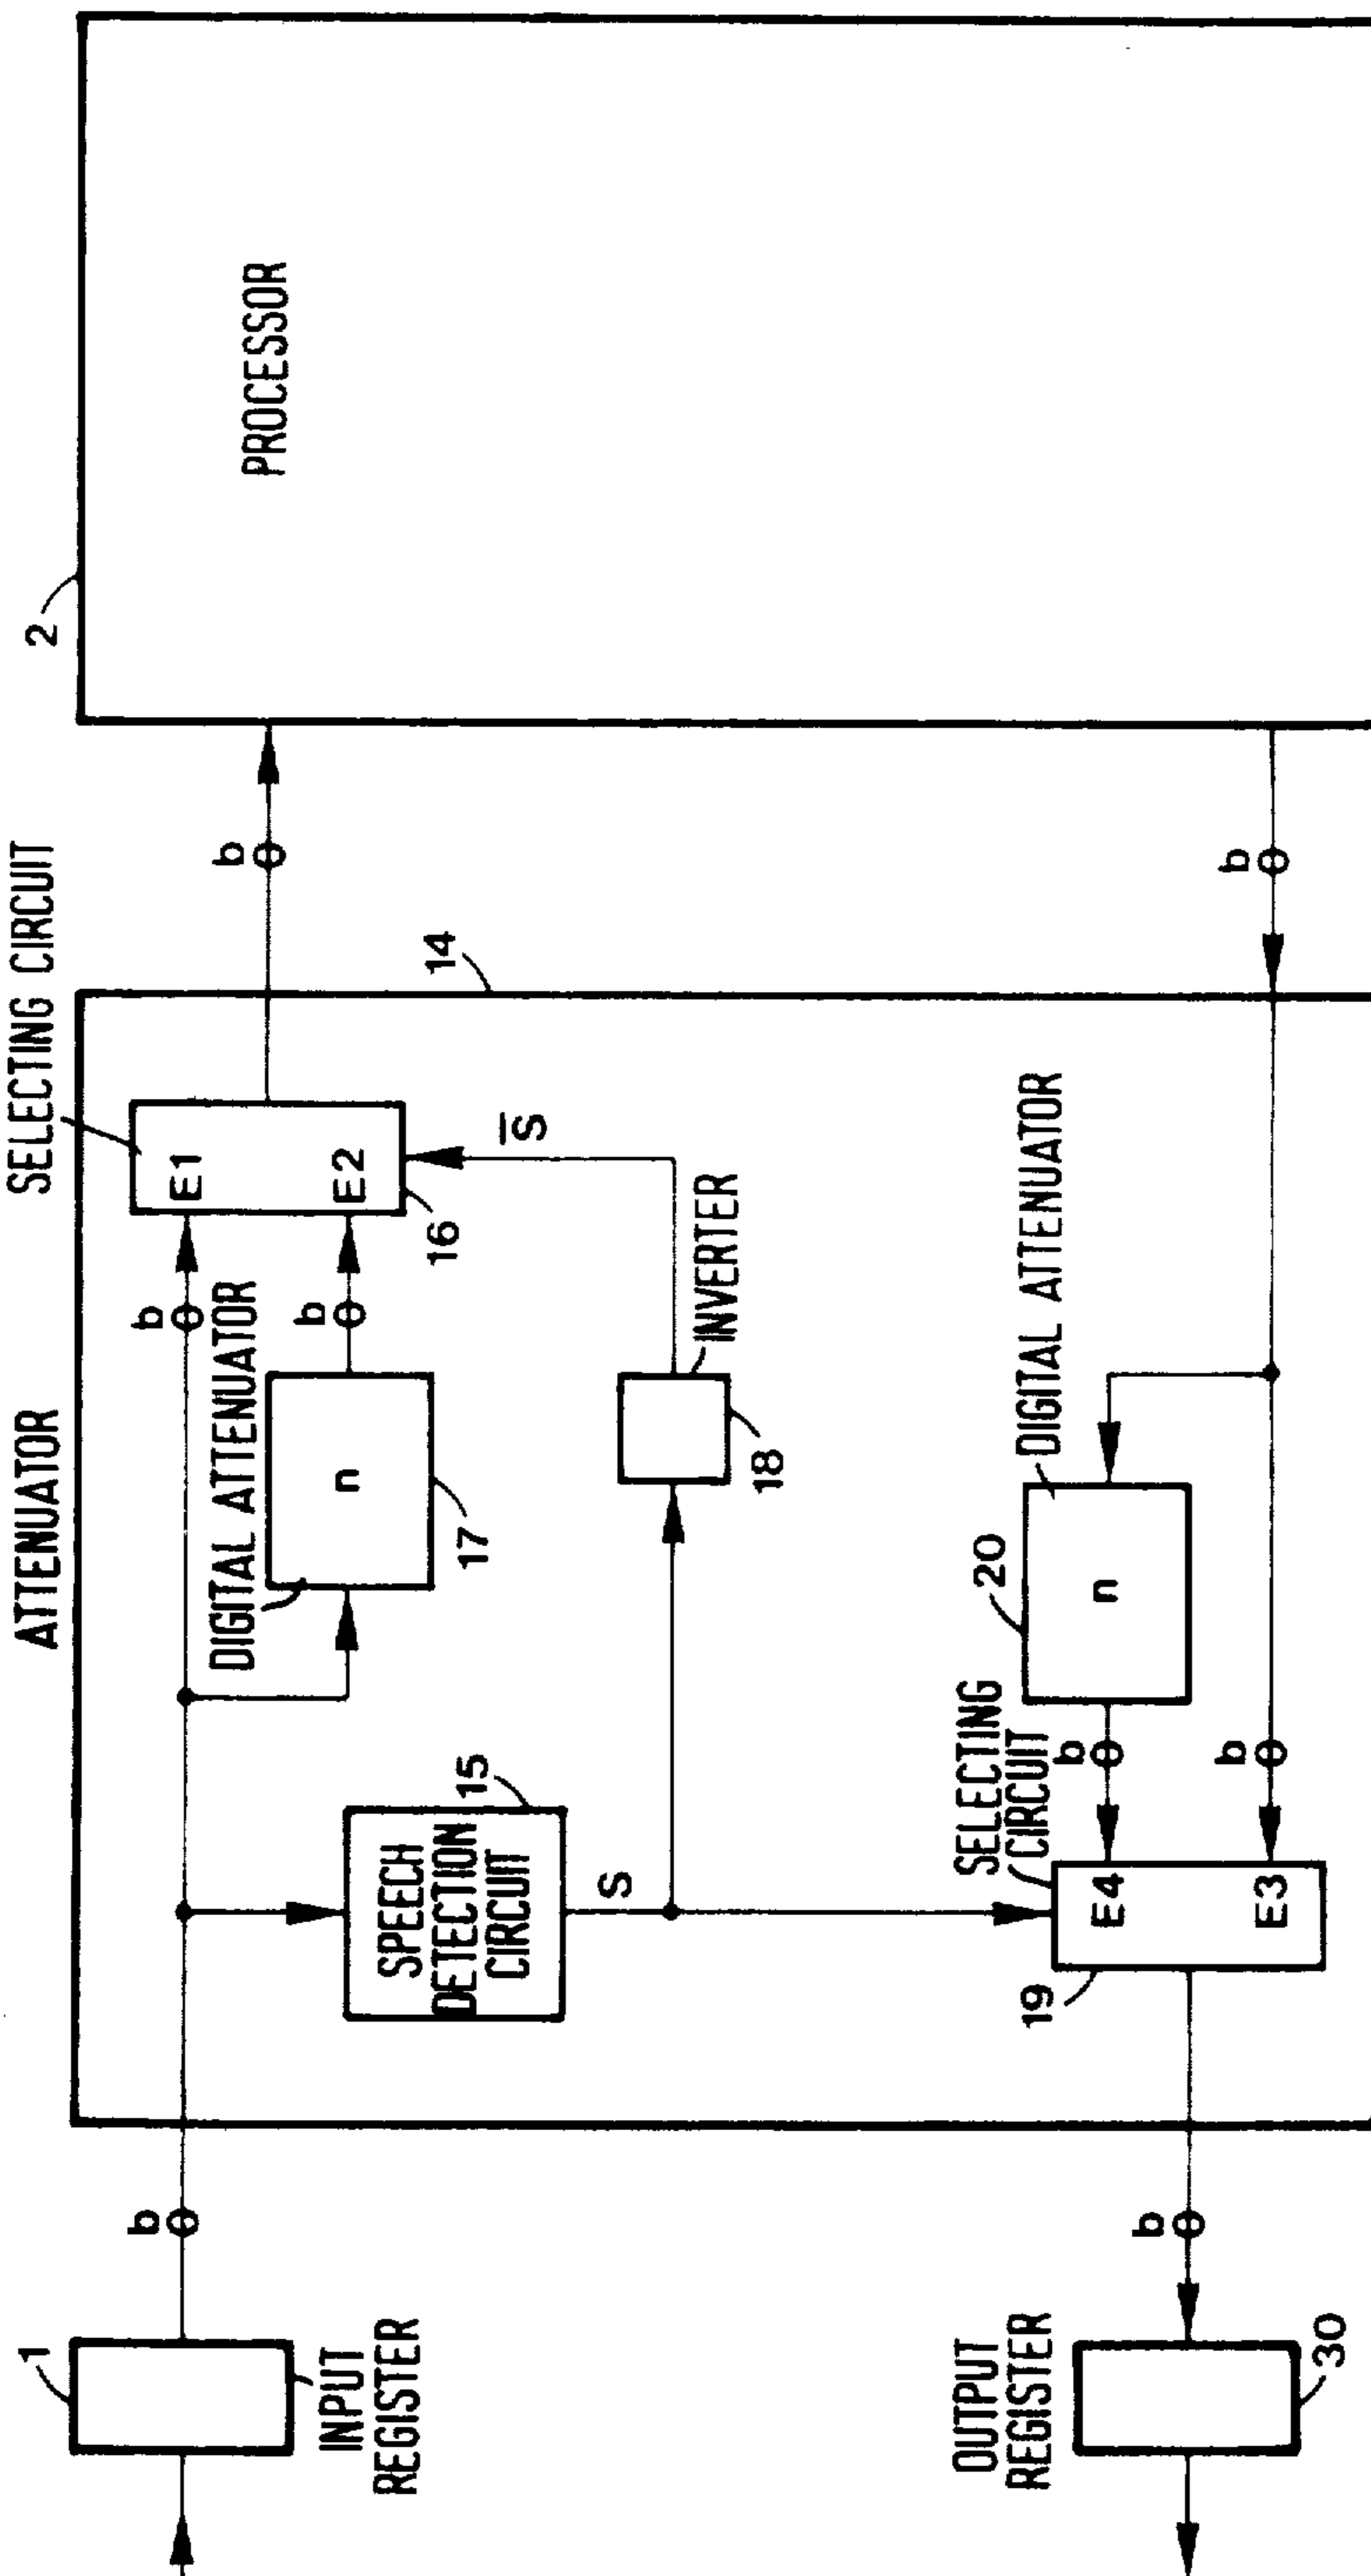 ATTENUATOR
SELECTING CIRCUIT
2
1
INPUT
REGISTER
b
b
E1
DIGITAL ATTENUATOR
n
17
b
E2
16
b
PROCESSOR
14
15
SPEECH
DETECTION
CIRCUIT
S
18
INVERTER
S̅
OUTPUT
REGISTER
30
b
19
SELECTING
CIRCUIT
E4
E3
b
b
20
n
DIGITAL ATTENUATOR
b